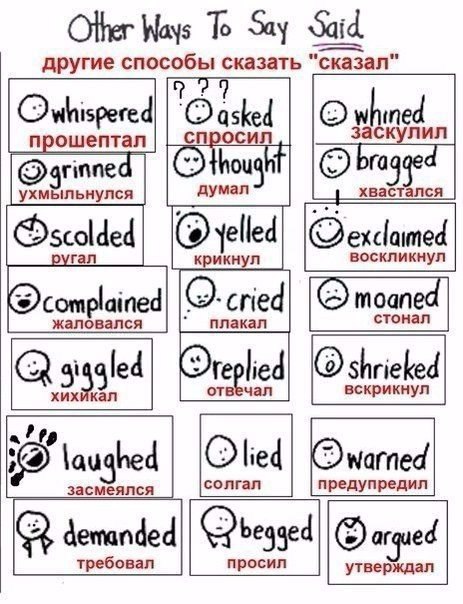 Other Ways To Say Said
другие способы сказать "сказал"
whispered
прошептал
? ? ?
asked
спросил
whined
заскулил
grinned
ухмыльнулся
thought
думал
bragged
хвастался
scolded
ругал
yelled
крикнул
!
exclaimed
воскликнул
complained
жаловался
cried
плакал
moaned
стонал
giggled
хихикал
replied
отвечал
shrieked
вскрикнул
laughed
засмеялся
lied
солгал
warned
предупредил
demanded
требовал
begged
просил
argued
утверждал